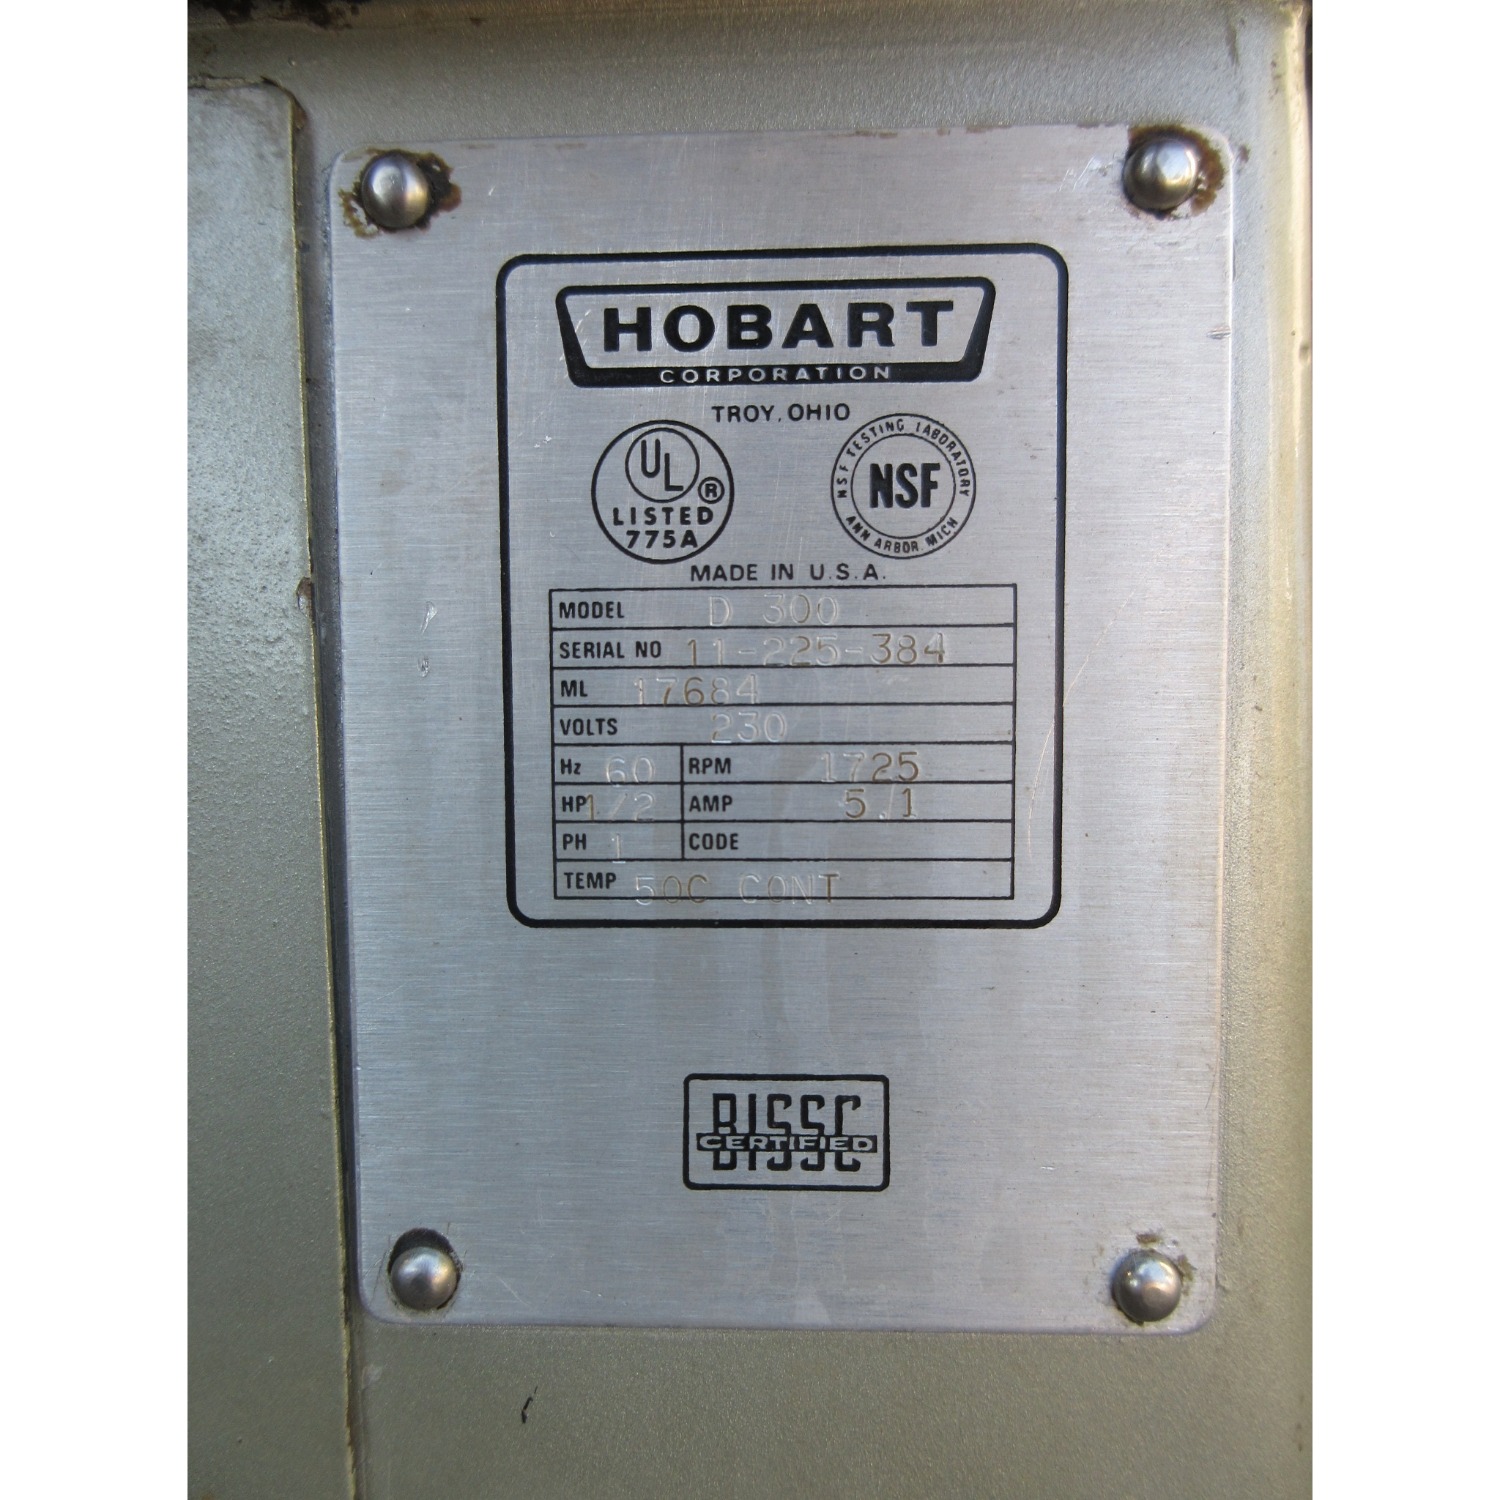 HOBART
CORPORATION
TROY, OHIO
UL ®
LISTED
775A
NSF TESTING LABORATORY
NSF
ANN ARBOR, MICH
MADE IN U.S.A.
MODEL D 300
SERIAL NO 11-225-384
ML 17684
VOLTS 230
Hz 60 RPM 1725
HP 1/2 AMP 5.1
PH 1 CODE
TEMP 50C CONT
BISSC
CERTIFIED